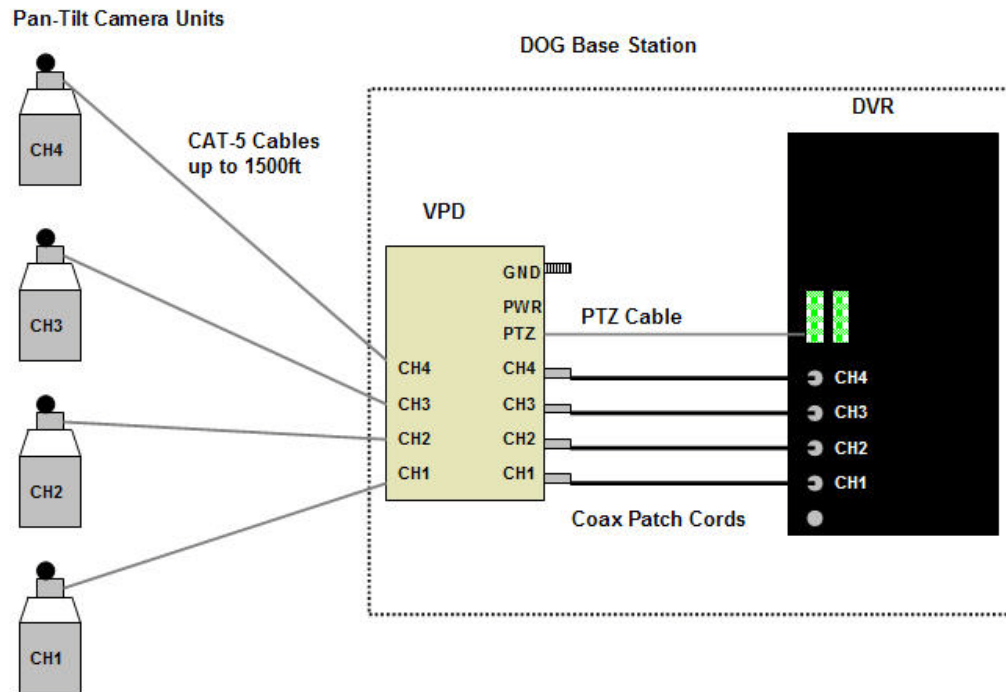 Pan-Tilt Camera Units
DOG Base Station
DVR
CH4
CAT-5 Cables
up to 1500ft
VPD
GND
PWR
PTZ
PTZ Cable
CH3
CH4
CH4
CH4
CH3
CH3
CH3
CH2
CH2
CH2
CH1
CH1
CH1
CH2
Coax Patch Cords
CH1